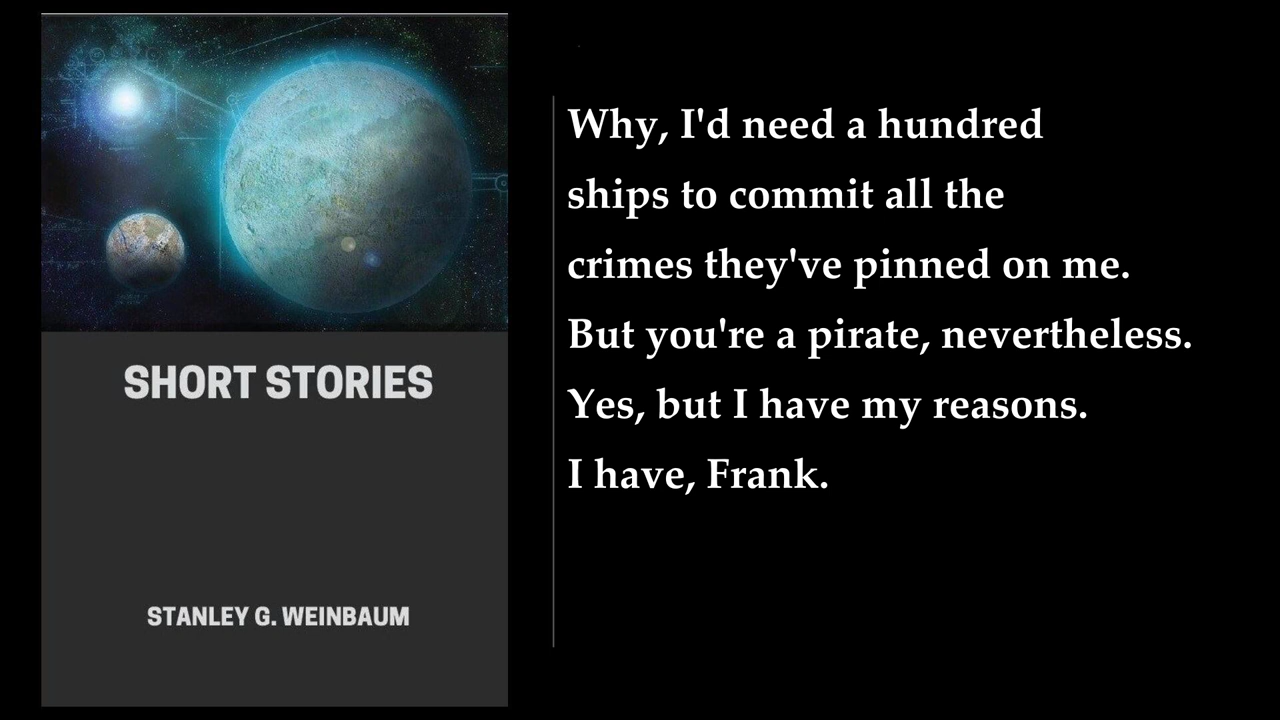 SHORT STORIES
STANLEY G. WEINBAUM
Why, I'd need a hundred
ships to commit all the
crimes they've pinned on me.
But you're a pirate, nevertheless.
Yes, but I have my reasons.
I have, Frank.